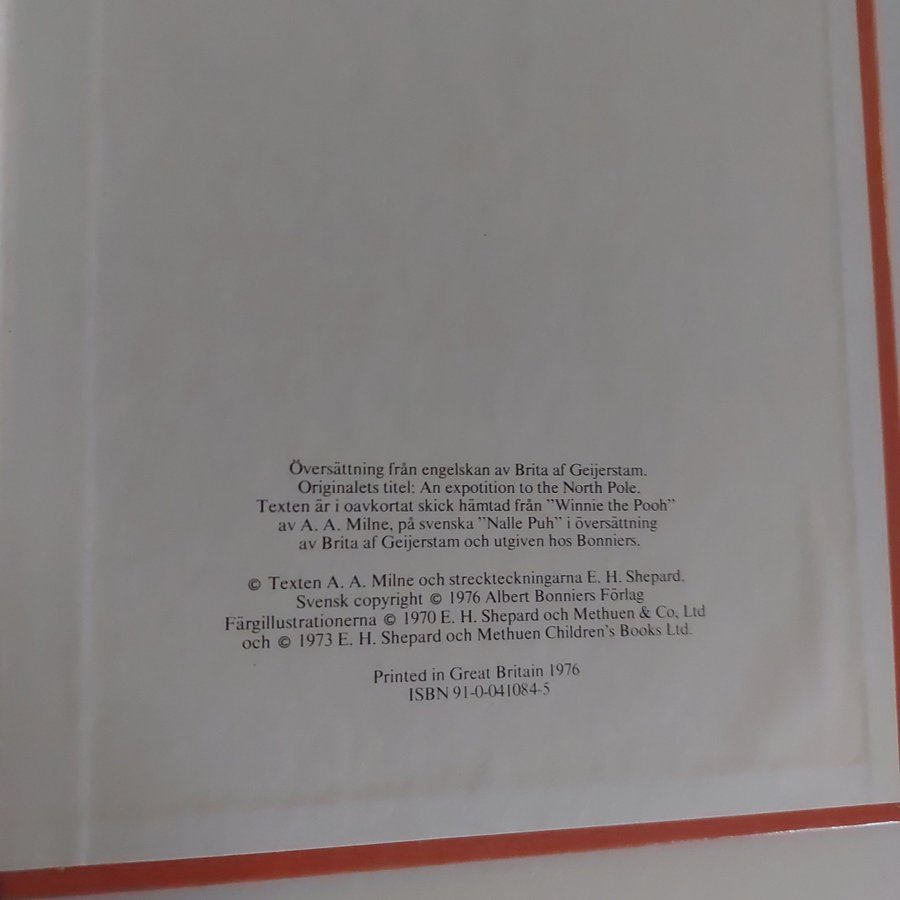 Översättning från engelskan av Brita af Geijerstam.
Originalets titel: An expotition to the North Pole.
Texten är i oavkortat skick hämtad från "Winnie the Pooh"
av A. A. Milne, på svenska "Nalle Puh" i översättning
av Brita af Geijerstam och utgiven hos Bonniers.
© Texten A. A. Milne och streckteckningarna E. H. Shepard.
Svensk copyright © 1976 Albert Bonniers Förlag
Färgillustrationerna © 1970 E. H. Shepard och Methuen & Co, Ltd
och © 1973 E. H. Shepard och Methuen Children's Books Ltd.
Printed in Great Britain 1976
ISBN 91-0-041084-5